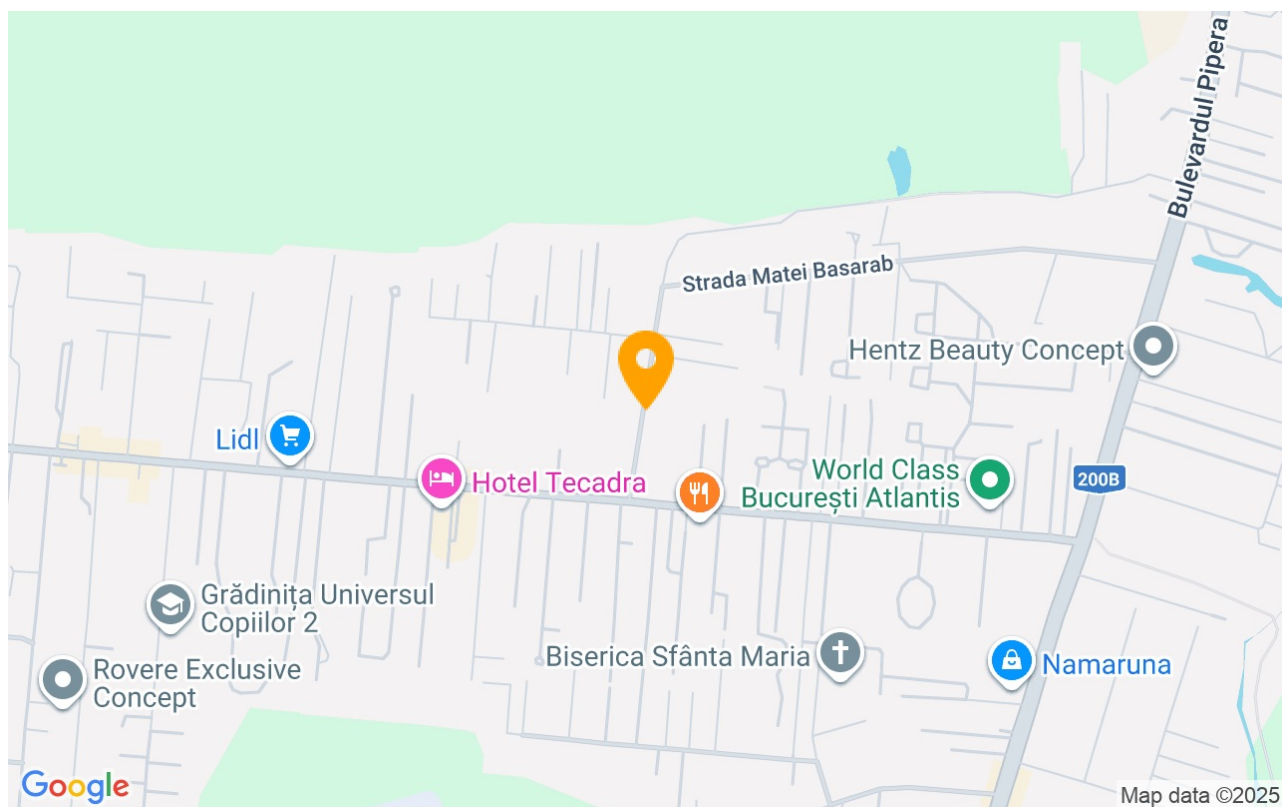 Bulevardul Pipera
Strada Matei Basarab
Hentz Beauty Concept
Lidl
Hotel Tecadra
World Class
București Atlantis
200B
Grădinița Universul
Copiilor 2
Biserica Sfânta Maria
Namaruna
Rovere Exclusive
Concept
Google
Map data ©2025